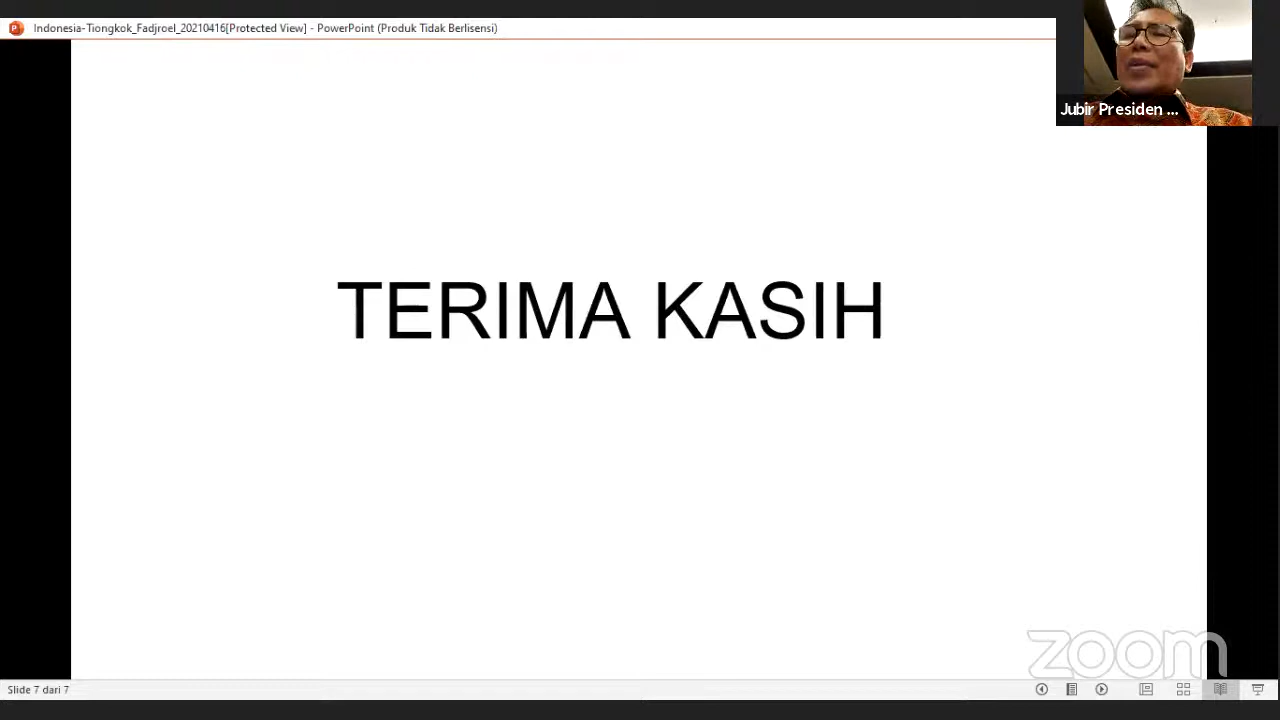 Indonesia-Tiongkok_Fadjroel_20210416[Protected View] - PowerPoint (Produk Tidak Berlisensi)
Jubir Presiden ...
TERIMA KASIH
zoom
Slide 7 dari 7